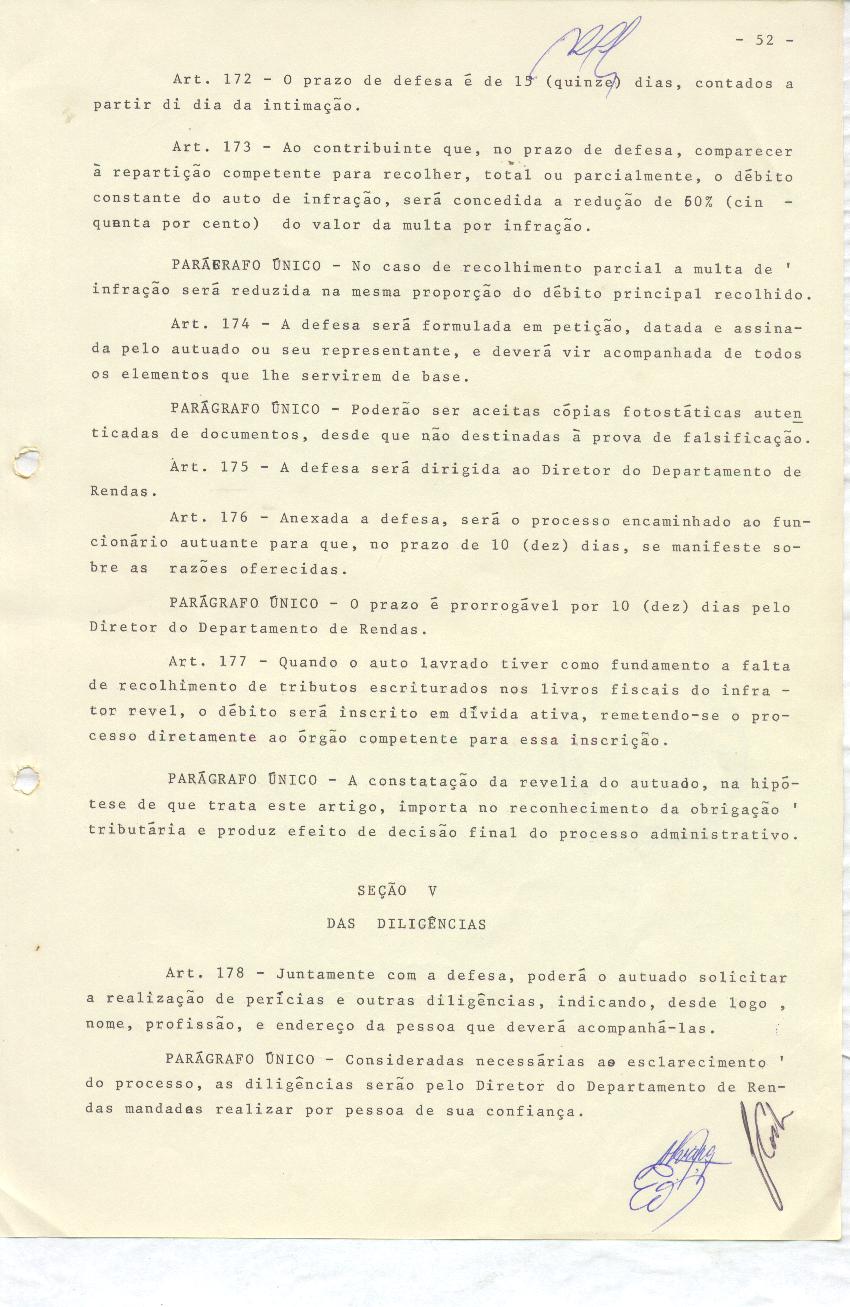 - 52 -
Art. 172 - O prazo de defesa é de 15 (quinze) dias, contados a
partir di dia da intimação.
Art. 173 - Ao contribuinte que, no prazo de defesa, comparecer
à repartição competente para recolher, total ou parcialmente, o débito
constante do auto de infração, será concedida a redução de 50% (cin -
quenta por cento) do valor da multa por infração.
PARÁGRAFO ÚNICO - No caso de recolhimento parcial a multa de '
infração será reduzida na mesma proporção do débito principal recolhido.
Art. 174 - A defesa será formulada em petição, datada e assina-
da pelo autuado ou seu representante, e deverá vir acompanhada de todos
os elementos que lhe servirem de base.
PARÁGRAFO ÚNICO - Poderão ser aceitas cópias fotostáticas auten
ticadas de documentos, desde que não destinadas à prova de falsificação.
Art. 175 - A defesa será dirigida ao Diretor do Departamento de
Rendas.
Art. 176 - Anexada a defesa, será o processo encaminhado ao fun-
cionário autuante para que, no prazo de 10 (dez) dias, se manifeste so-
bre as razões oferecidas.
PARÁGRAFO ÚNICO - O prazo é prorrogável por 10 (dez) dias pelo
Diretor do Departamento de Rendas.
Art. 177 - Quando o auto lavrado tiver como fundamento a falta
de recolhimento de tributos escriturados nos livros fiscais do infra -
tor revel, o débito será inscrito em dívida ativa, remetendo-se o pro-
cesso diretamente ao órgão competente para essa inscrição.
PARÁGRAFO ÚNICO - A constatação da revelia do autuado, na hipó-
tese de que trata este artigo, importa no reconhecimento da obrigação '
tributária e produz efeito de decisão final do processo administrativo.
SEÇÃO V
DAS DILIGÊNCIAS
Art. 178 - Juntamente com a defesa, poderá o autuado solicitar
a realização de perícias e outras diligências, indicando, desde logo ,
nome, profissão, e endereço da pessoa que deverá acompanhá-las.
PARÁGRAFO ÚNICO - Consideradas necessárias ao esclarecimento '
do processo, as diligências serão pelo Diretor do Departamento de Ren-
das mandadas realizar por pessoa de sua confiança.